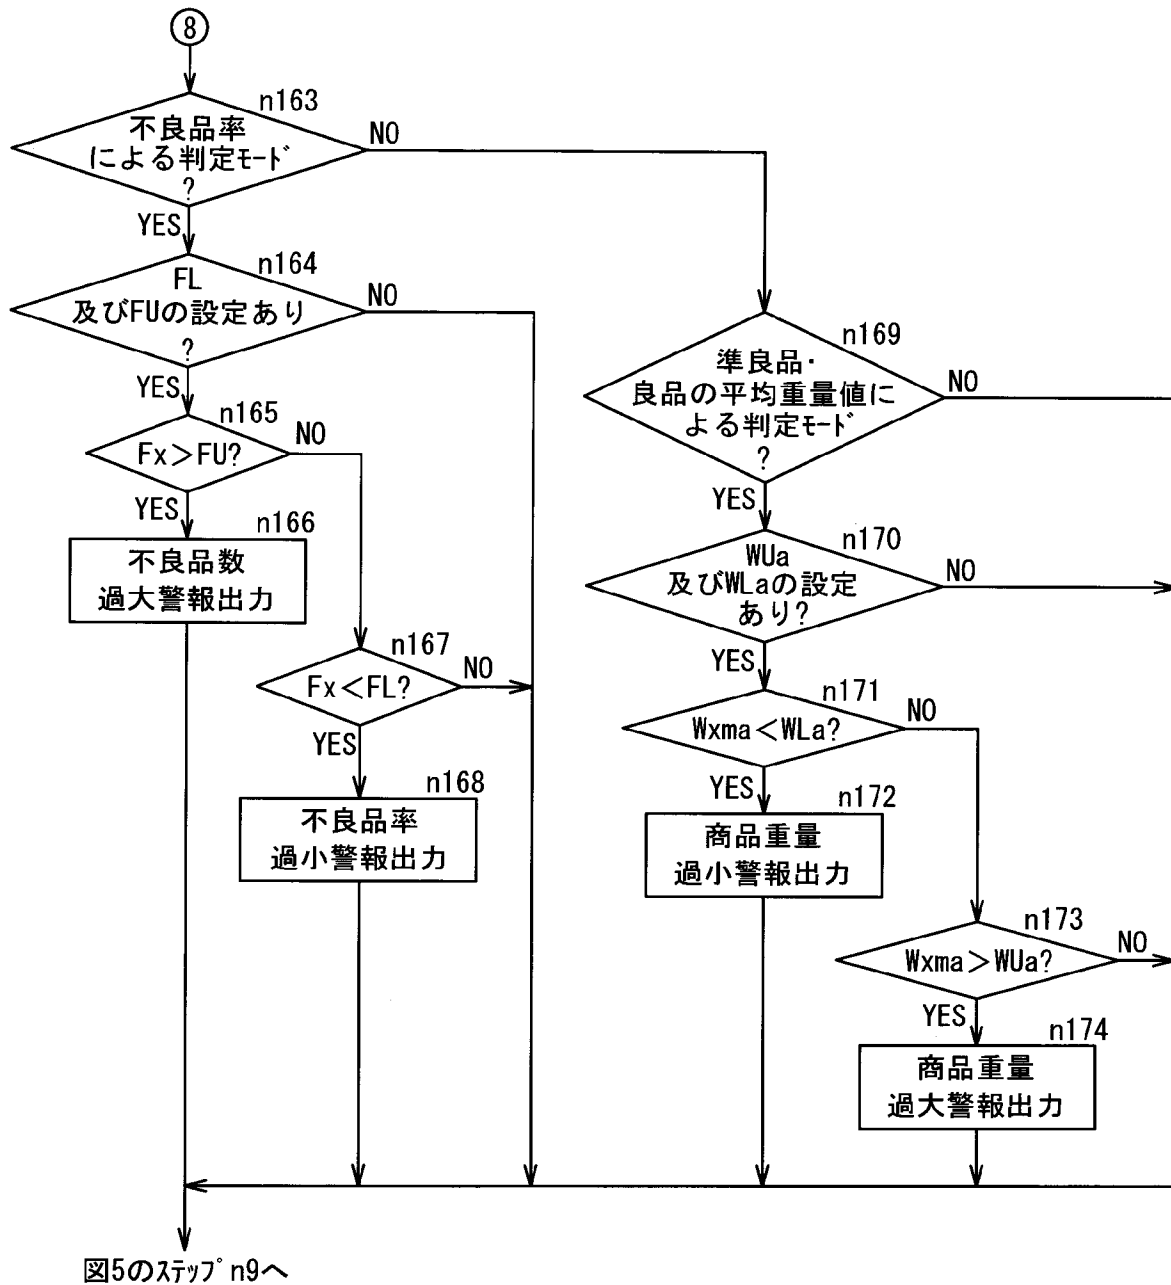 ⑧
n163
不良品率
による判定ﾓｰﾄﾞ
?
NO
YES
n164
FL
及びFUの設定あり
?
NO
YES
n165
Fx＞FU?
NO
YES
n166
不良品数
過大警報出力
n167
Fx＜FL?
NO
YES
n168
不良品率
過小警報出力
n169
準良品・
良品の平均重量値に
よる判定ﾓｰﾄﾞ
?
NO
YES
n170
WUa
及びWLaの設定
あり?
NO
YES
n171
Wxma＜WLa?
NO
YES
n172
商品重量
過小警報出力
n173
Wxma＞WUa?
NO
YES
n174
商品重量
過大警報出力
図5のｽﾃｯﾌﾟn9へ